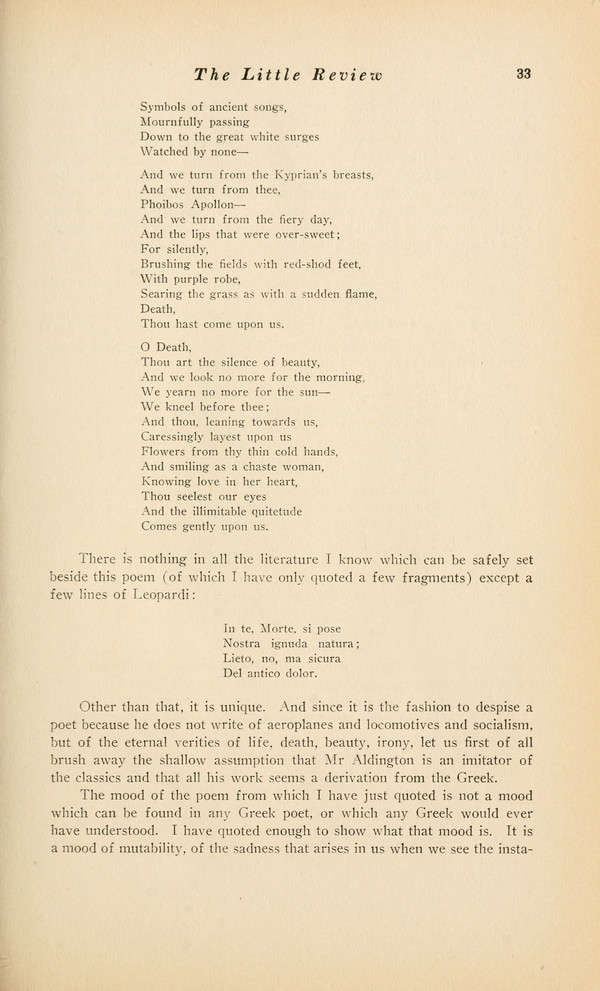 The Little Review 33
Symbols of ancient songs,
Mournfully passing
Down to the great white surges
Watched by none—
And we turn from the Kyprian's breasts,
And we turn from thee,
Phoibos Apollon—
And we turn from the fiery day,
And the lips that were over-sweet;
For silently,
Brushing the fields with red-shod feet,
With purple robe,
Searing the grass as with a sudden flame,
Death,
Thou hast come upon us.
O Death,
Thou art the silence of beauty,
And we look no more for the morning,
We yearn no more for the sun—
We kneel before thee;
And thou, leaning towards us,
Caressingly layest upon us
Flowers from thy thin cold hands,
And smiling as a chaste woman,
Knowing love in her heart,
Thou seelest our eyes
And the illimitable quitetude
Comes gently upon us.
There is nothing in all the literature I know which can be safely set
beside this poem (of which I have only quoted a few fragments) except a
few lines of Leopardi:
In te, Morte, si pose
Nostra ignuda natura;
Lieto, no, ma sicura
Del antico dolor.
Other than that, it is unique. And since it is the fashion to despise a
poet because he does not write of aeroplanes and locomotives and socialism,
but of the eternal verities of life, death, beauty, irony, let us first of all
brush away the shallow assumption that Mr Aldington is an imitator of
the classics and that all his work seems a derivation from the Greek.
The mood of the poem from which I have just quoted is not a mood
which can be found in any Greek poet, or which any Greek would ever
have understood. I have quoted enough to show what that mood is. It is
a mood of mutability, of the sadness that arises in us when we see the insta-